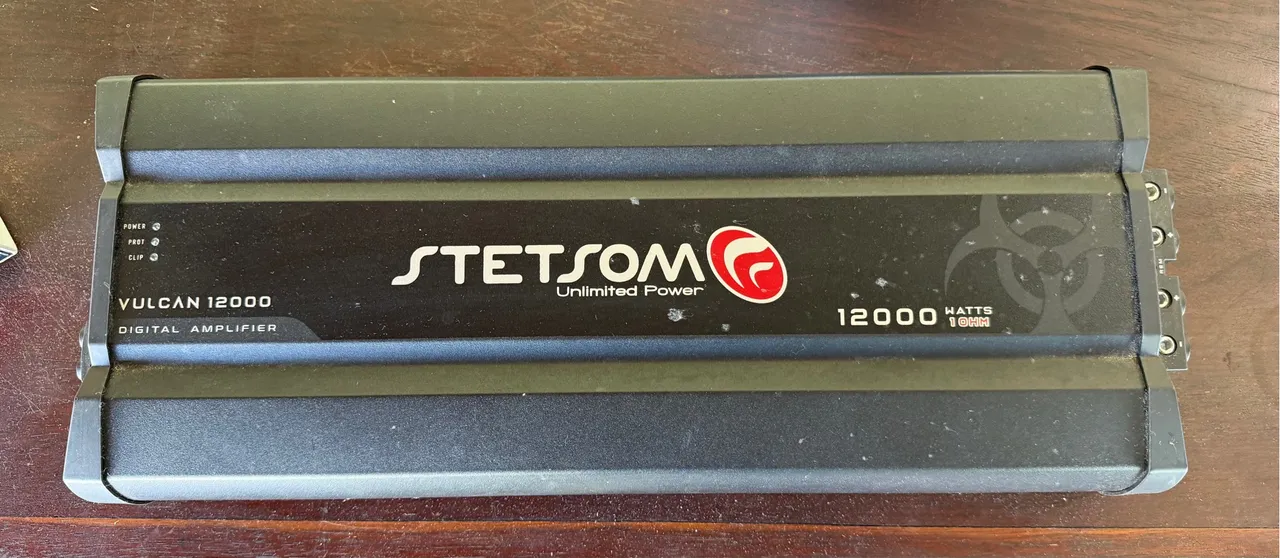 POWER
PROT
CLIP
STETSOM
Unlimited Power
VULCAN 12000
DIGITAL AMPLIFIER
12000 WATTS
1 OHM